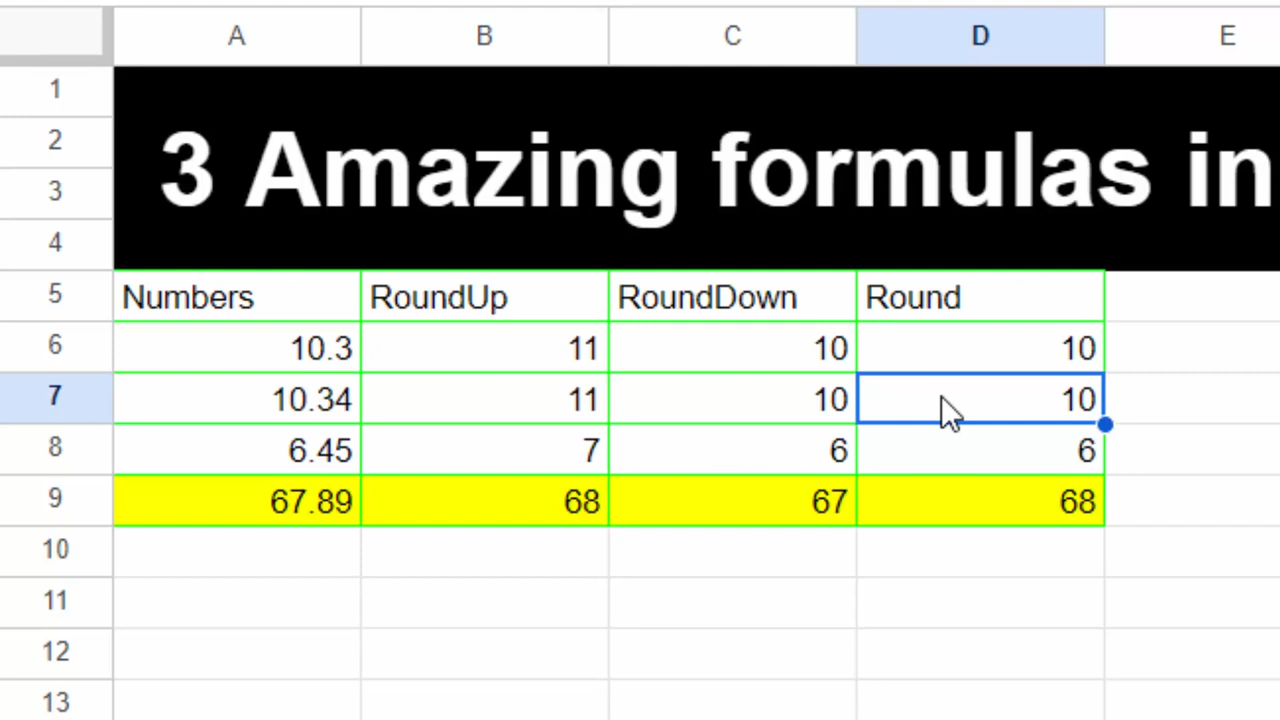 A B C D E
1
2
3
4
3 Amazing formulas in
5 Numbers RoundUp RoundDown Round
6 10.3 11 10 10
7 10.34 11 10 10
8 6.45 7 6 6
9 67.89 68 67 68
10
11
12
13